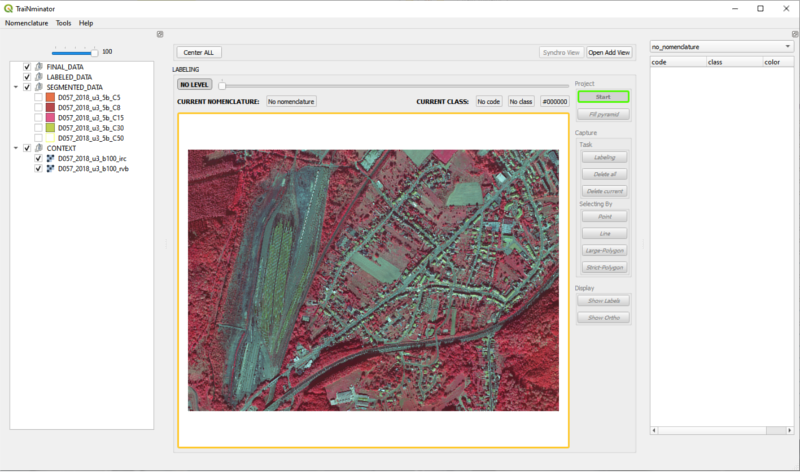 TraiNminator
Nomenclature Tools Help
100
FINAL_DATA
LABELED_DATA
SEGMENTED_DATA
D057_2018_u3_5b_C5
D057_2018_u3_5b_C8
D057_2018_u3_5b_C15
D057_2018_u3_5b_C30
D057_2018_u3_5b_C50
CONTEXT
D057_2018_u3_b100_irc
D057_2018_u3_b100_rvb
Center ALL Synchro View Open Add View
LABELING
NO LEVEL
CURRENT NOMENCLATURE: No nomenclature CURRENT CLASS: No code No class #000000
Project
Start
Fill pyramid
Capture
Task
Labeling
Delete all
Delete current
Selecting By
Point
Line
Large-Polygon
Strict-Polygon
Display
Show Labels
Show Ortho
no_nomenclature
code class color